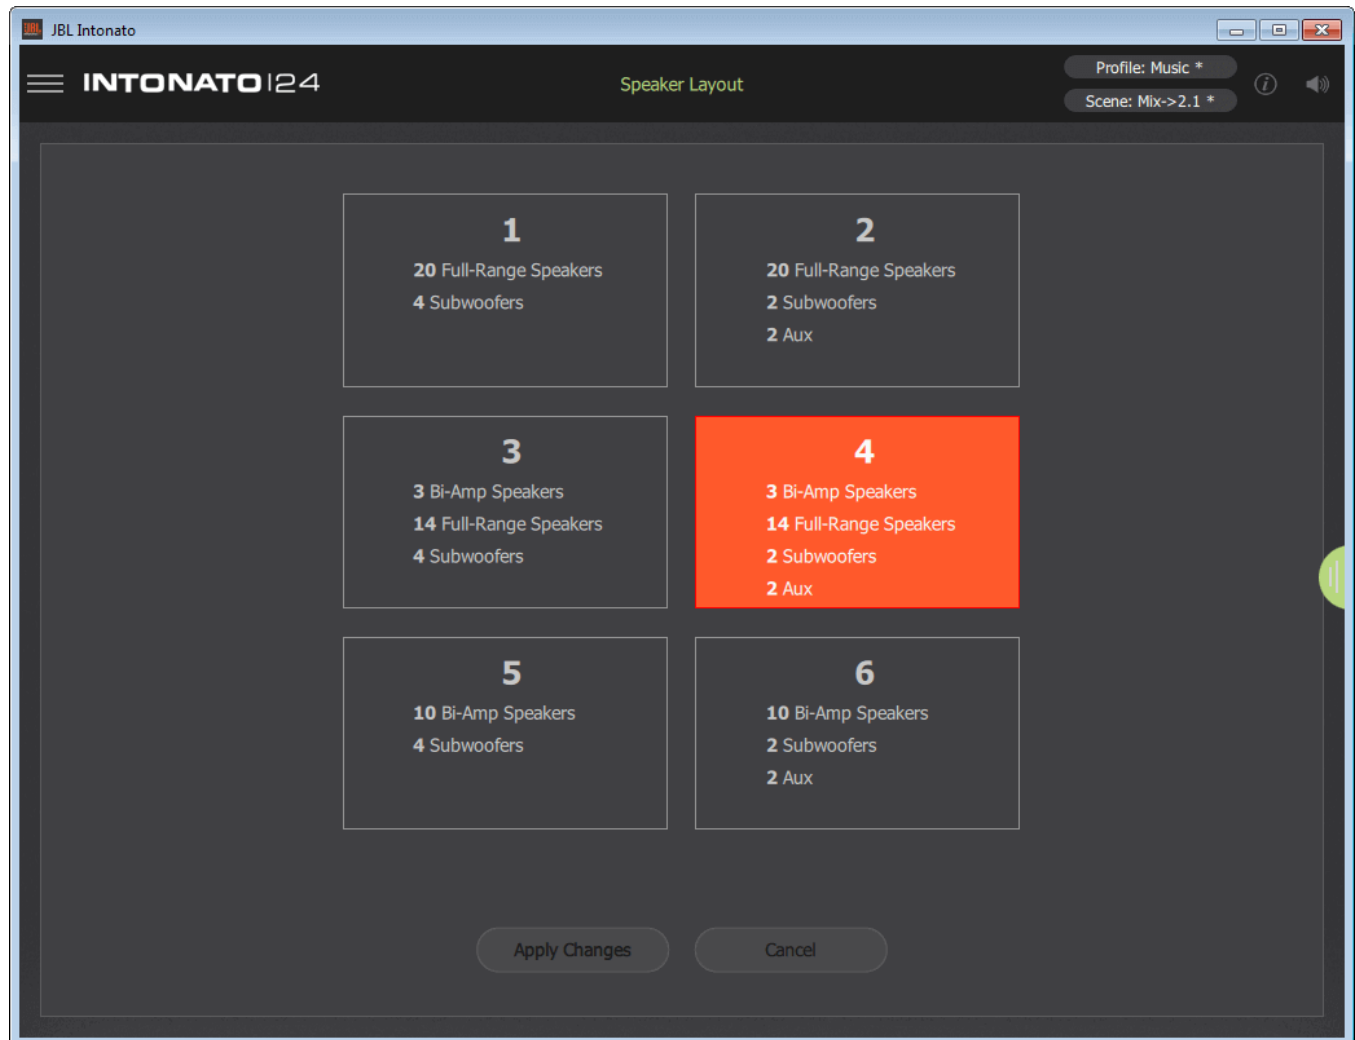 JBL JBL Intonato
INTONATO|24
Speaker Layout
Profile: Music *
Scene: Mix->2.1 *
i
1
20 Full-Range Speakers
4 Subwoofers
2
20 Full-Range Speakers
2 Subwoofers
2 Aux
3
3 Bi-Amp Speakers
14 Full-Range Speakers
4 Subwoofers
4
3 Bi-Amp Speakers
14 Full-Range Speakers
2 Subwoofers
2 Aux
5
10 Bi-Amp Speakers
4 Subwoofers
6
10 Bi-Amp Speakers
2 Subwoofers
2 Aux
Apply Changes
Cancel